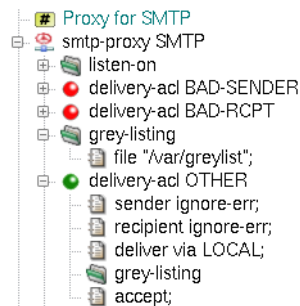 # Proxy for SMTP
smtp-proxy SMTP
listen-on
delivery-acl BAD-SENDER
delivery-acl BAD-RCPT
grey-listing
file "/var/greylist";
delivery-acl OTHER
sender ignore-err;
recipient ignore-err;
deliver via LOCAL;
grey-listing
accept;